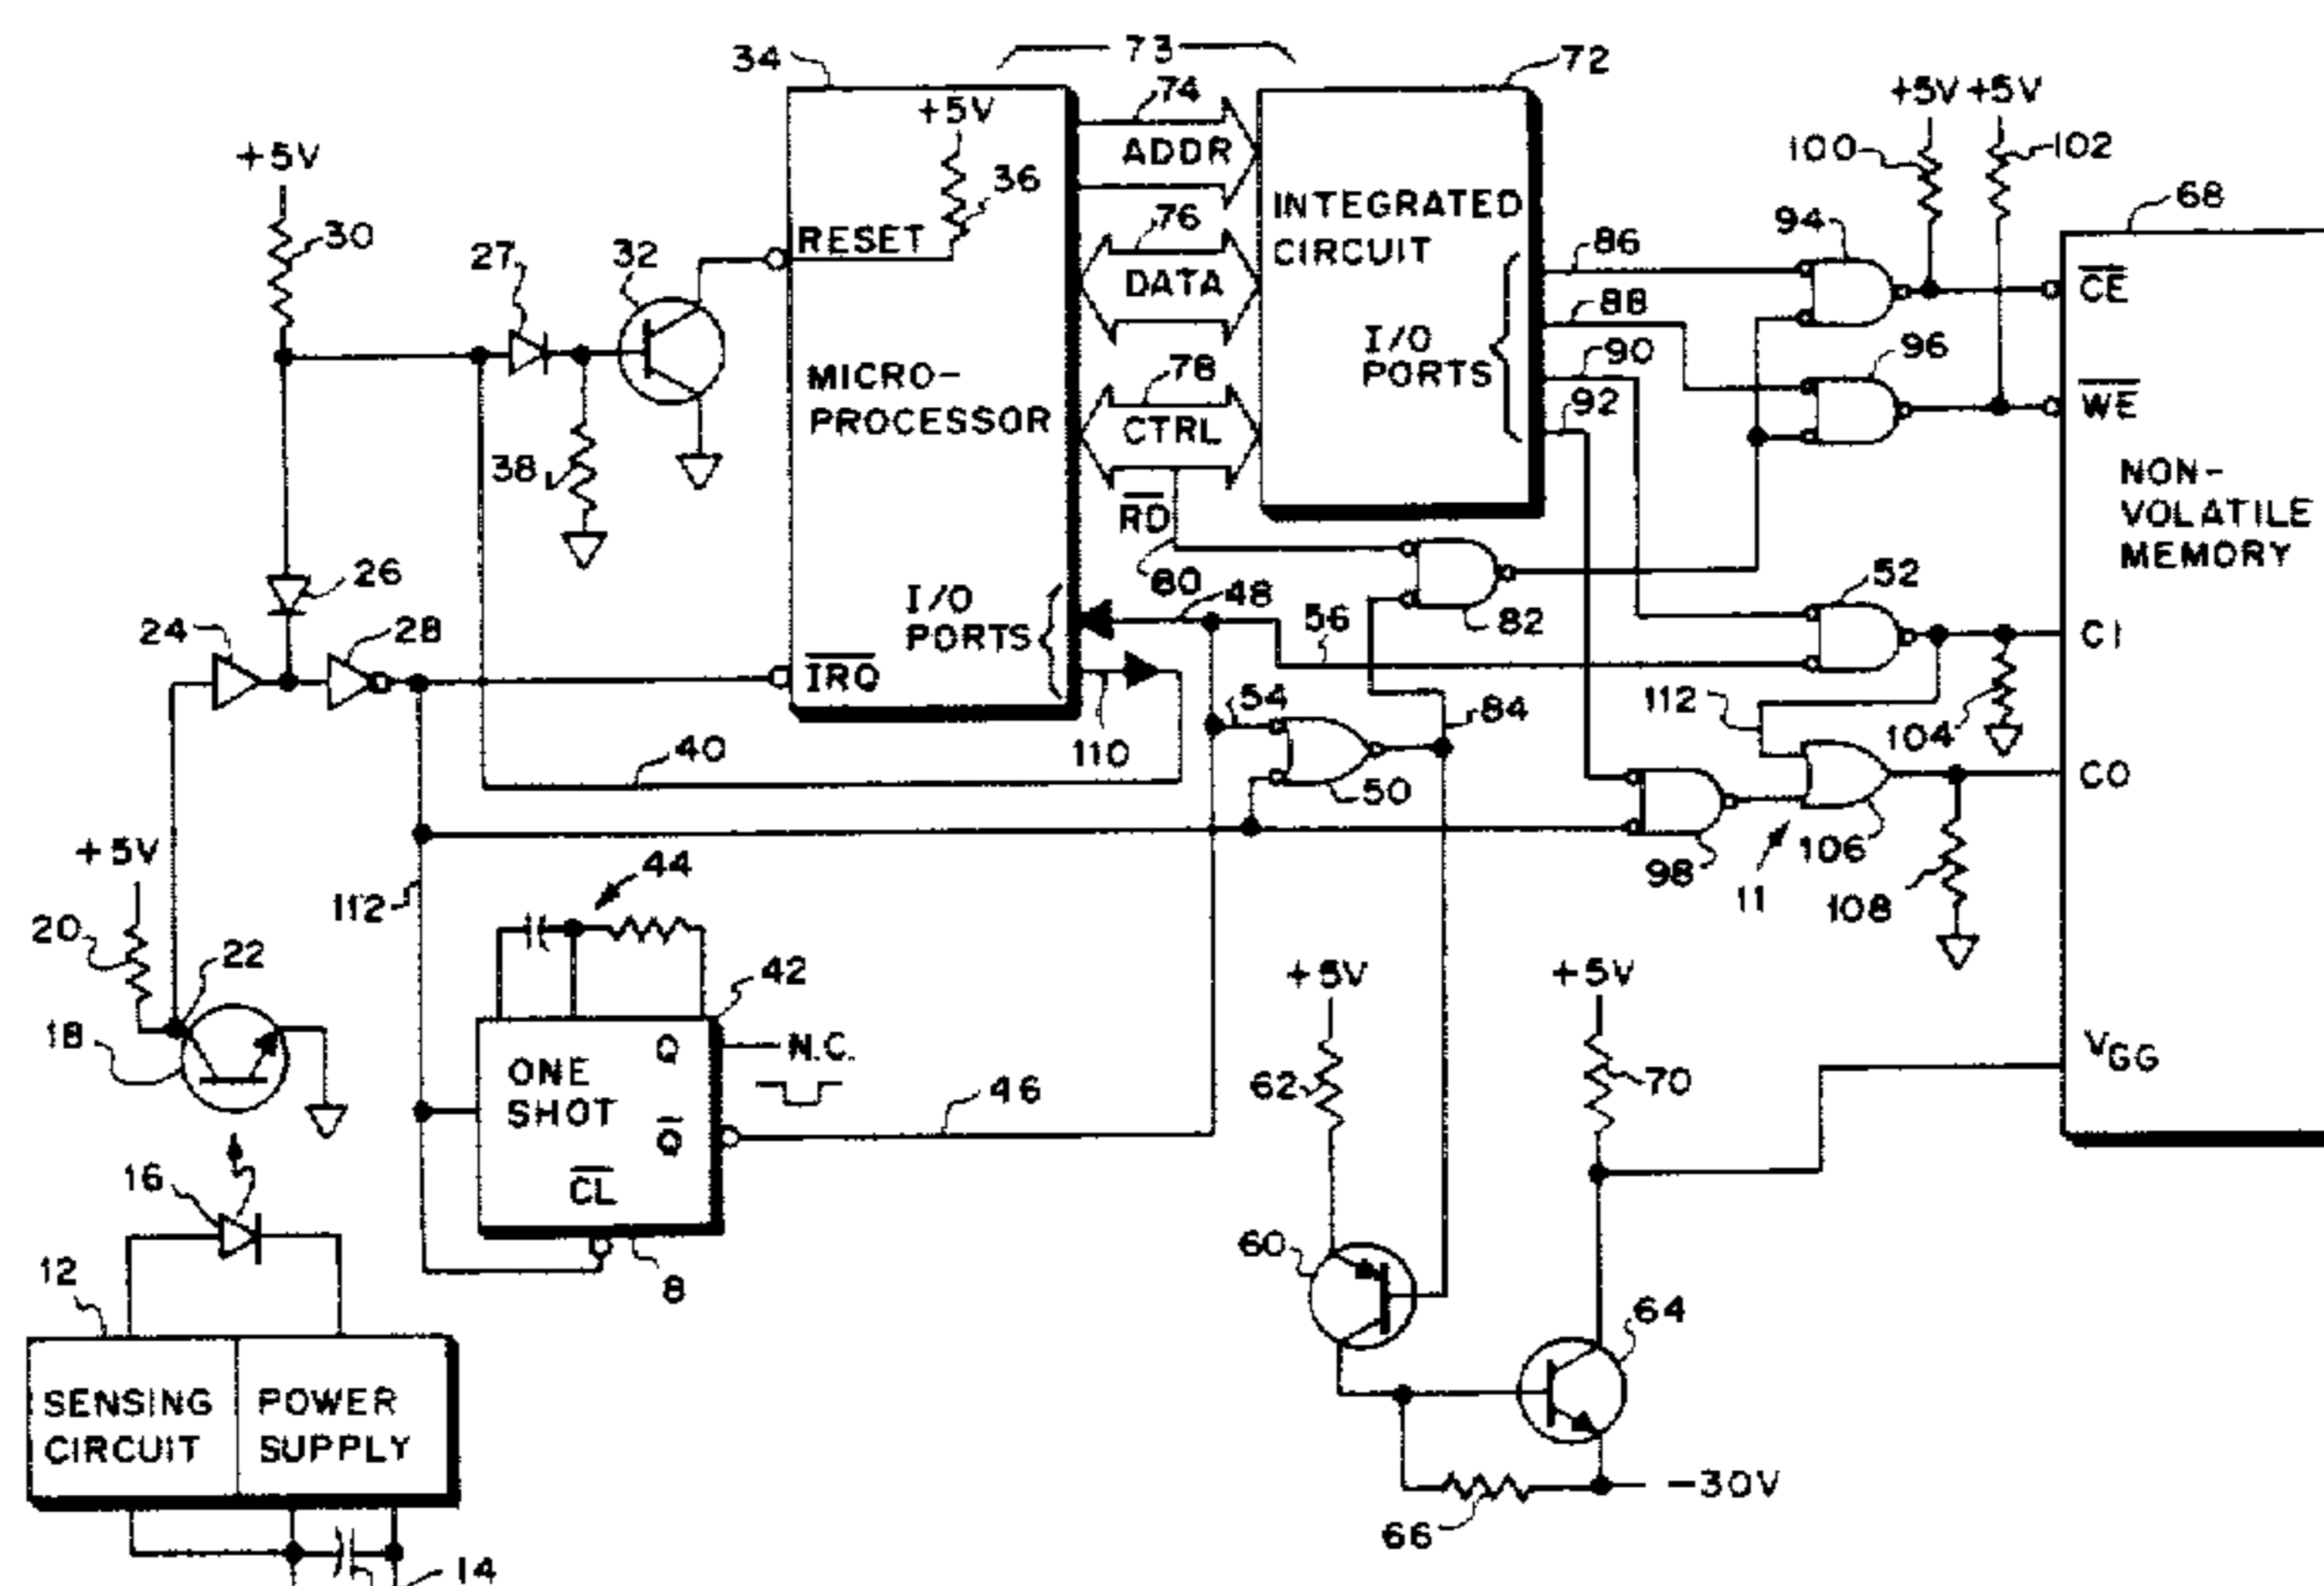 73
34
72
74
+5V
+5V +5V
ADDR
100
102
+5V
36
68
30
27
32
RESET
76
INTEGRATED
CIRCUIT
94
86
DATA
CE
88
I/O
PORTS
90
96
MICRO-
PROCESSOR
78
CTRL
92
WE
38
NON-
VOLATILE
MEMORY
RD
26
80
52
24
28
I/O
PORTS
48
82
56
CI
IRQ
54
112
84
110
104
40
50
CO
+5V
44
98
106
11
108
112
20
22
42
+5V
+5V
18
ONE
SHOT
Q
N.C.
VGG
62
70
46
Q
CL
16
12
8
60
64
SENSING
CIRCUIT
POWER
SUPPLY
-30V
66
14